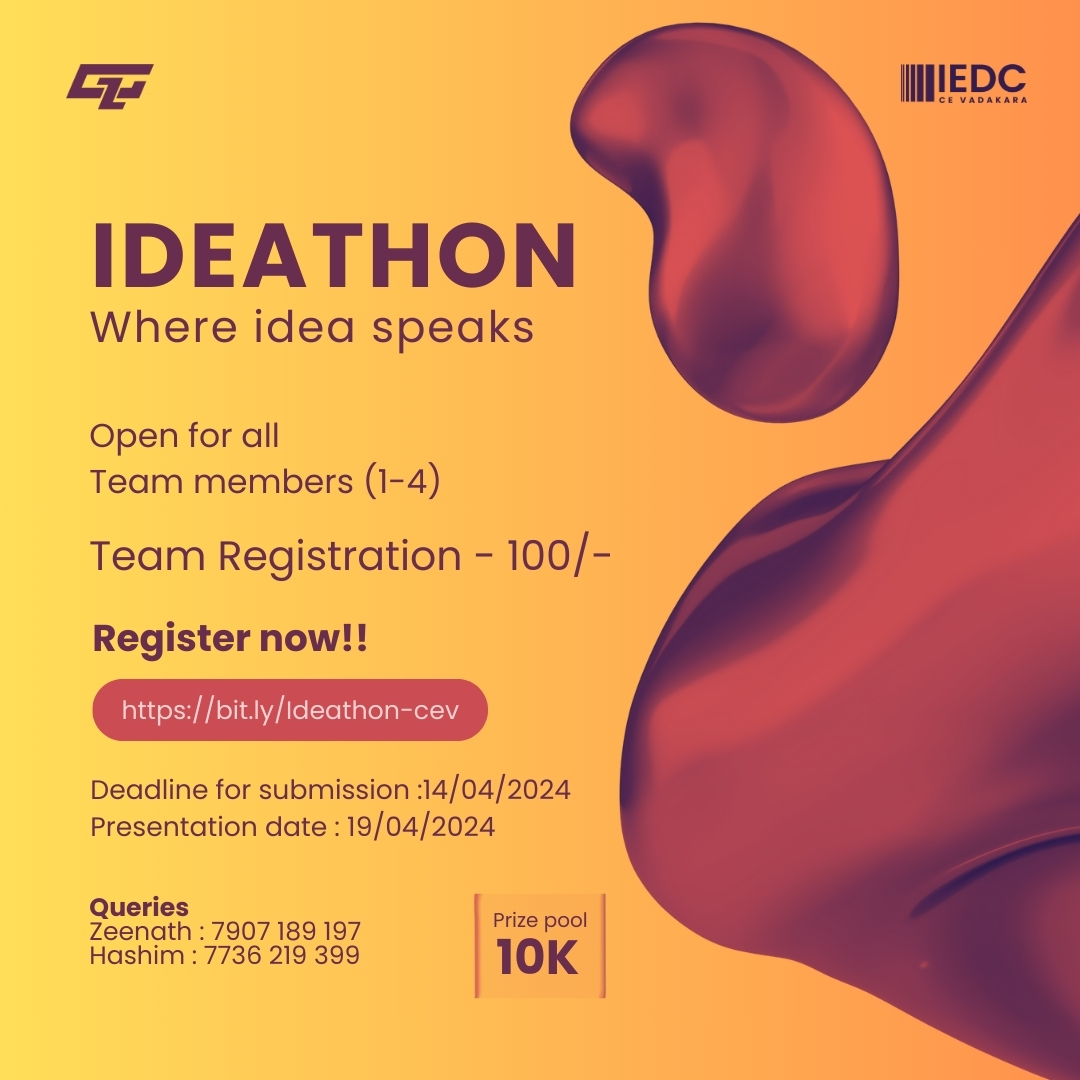 IEDC
CE VADAKARA
IDEATHON
Where idea speaks
Open for all
Team members (1-4)
Team Registration - 100/-
Register now!!
https://bit.ly/Ideathon-cev
Deadline for submission :14/04/2024
Presentation date : 19/04/2024
Queries
Zeenath : 7907 189 197
Hashim : 7736 219 399
Prize pool
10K